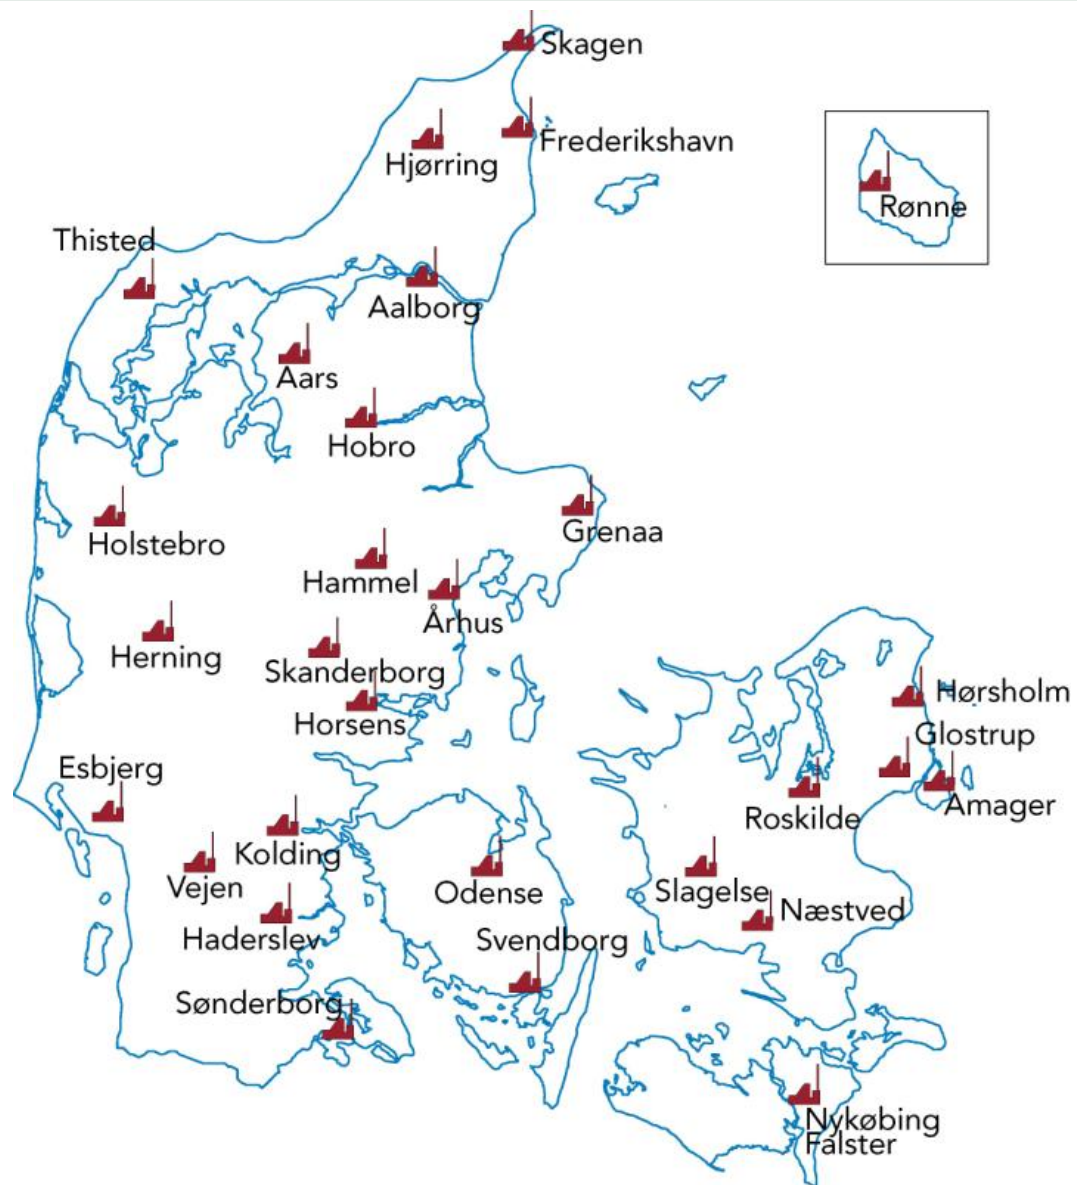 Skagen
Frederikshavn
Hjørring
Rønne
Thisted
Aalborg
Aars
Hobro
Grenaa
Holstebro
Hammel
Århus
Herning
Skanderborg
Horsens
Hørsholm
Glostrup
Esbjerg
Amager
Roskilde
Kolding
Vejen
Odense
Slagelse
Næstved
Haderslev
Svendborg
Sønderborg
Nykøbing
Falster